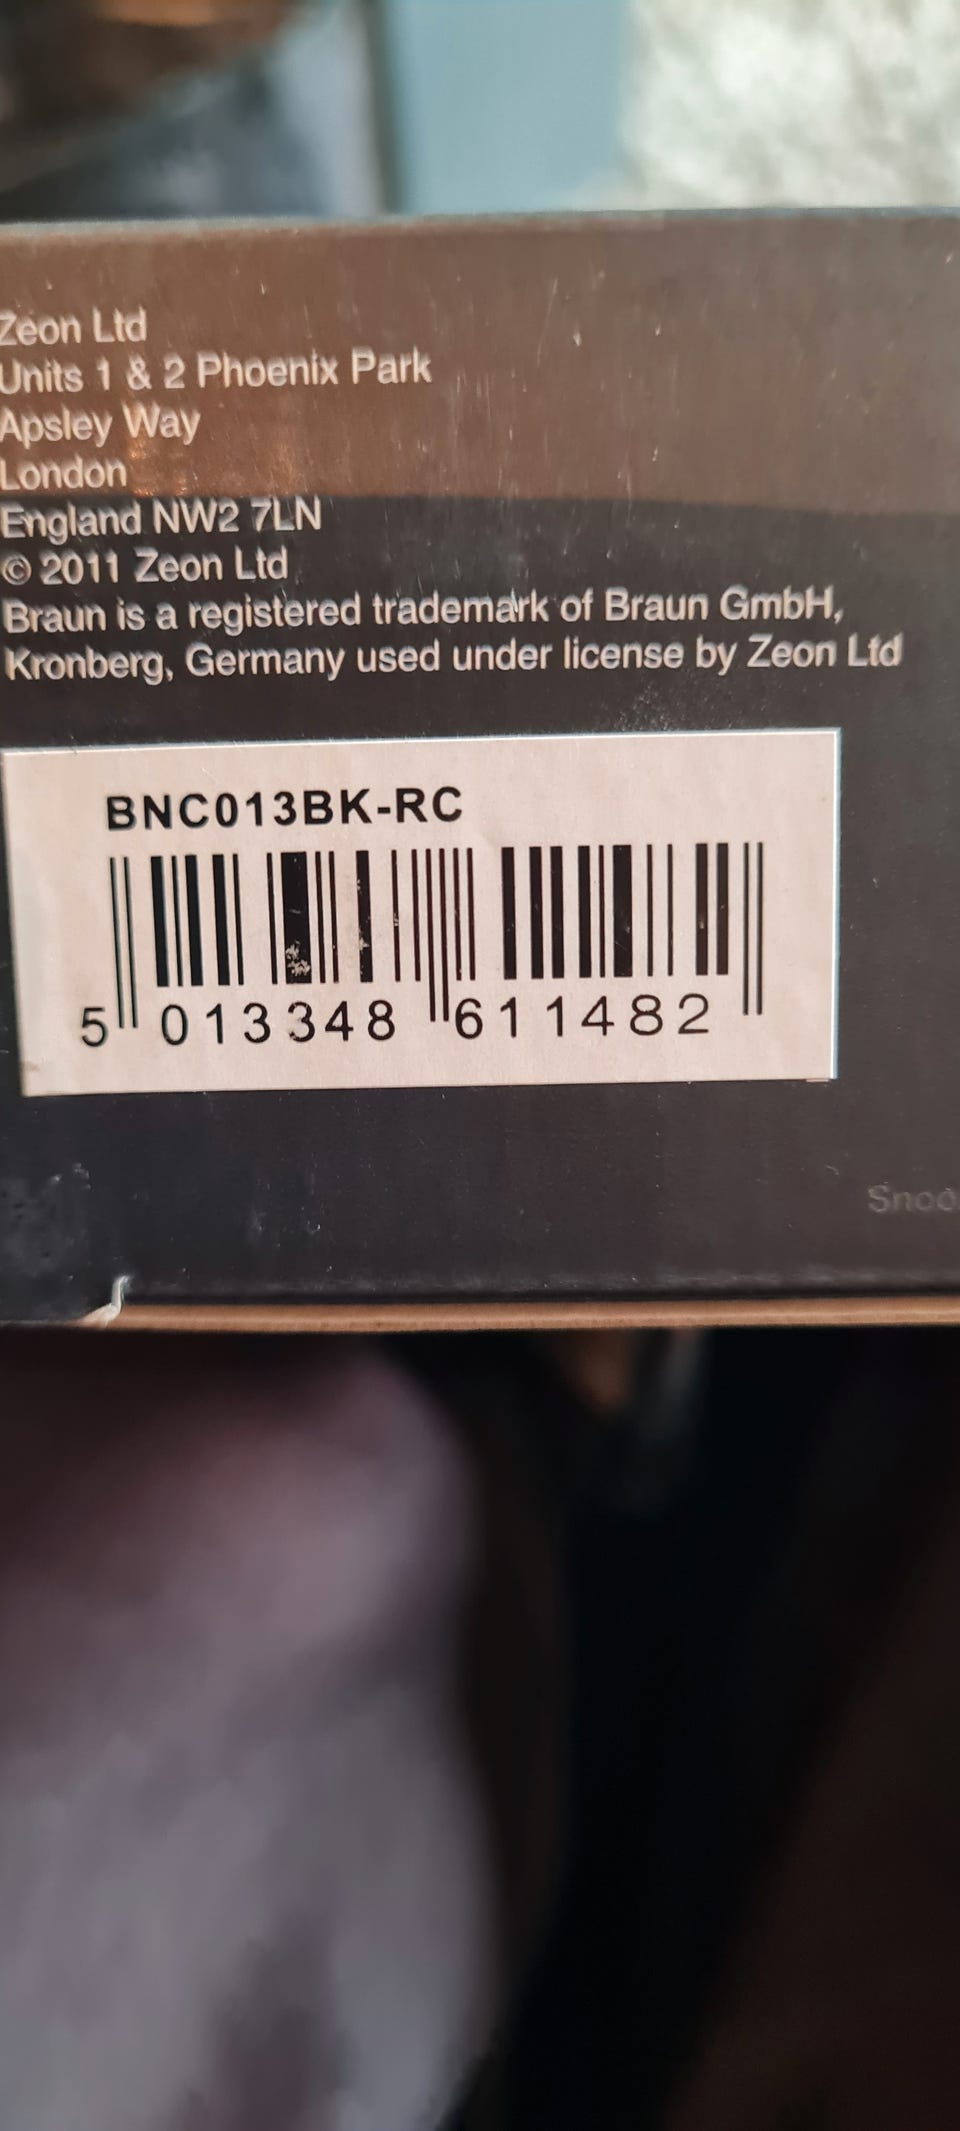 Zeon Ltd
Units 1 & 2 Phoenix Park
Apsley Way
London
England NW2 7LN
© 2011 Zeon Ltd
Braun is a registered trademark of Braun GmbH,
Kronberg, Germany used under license by Zeon Ltd
BNC013BK-RC
5 013348 611482